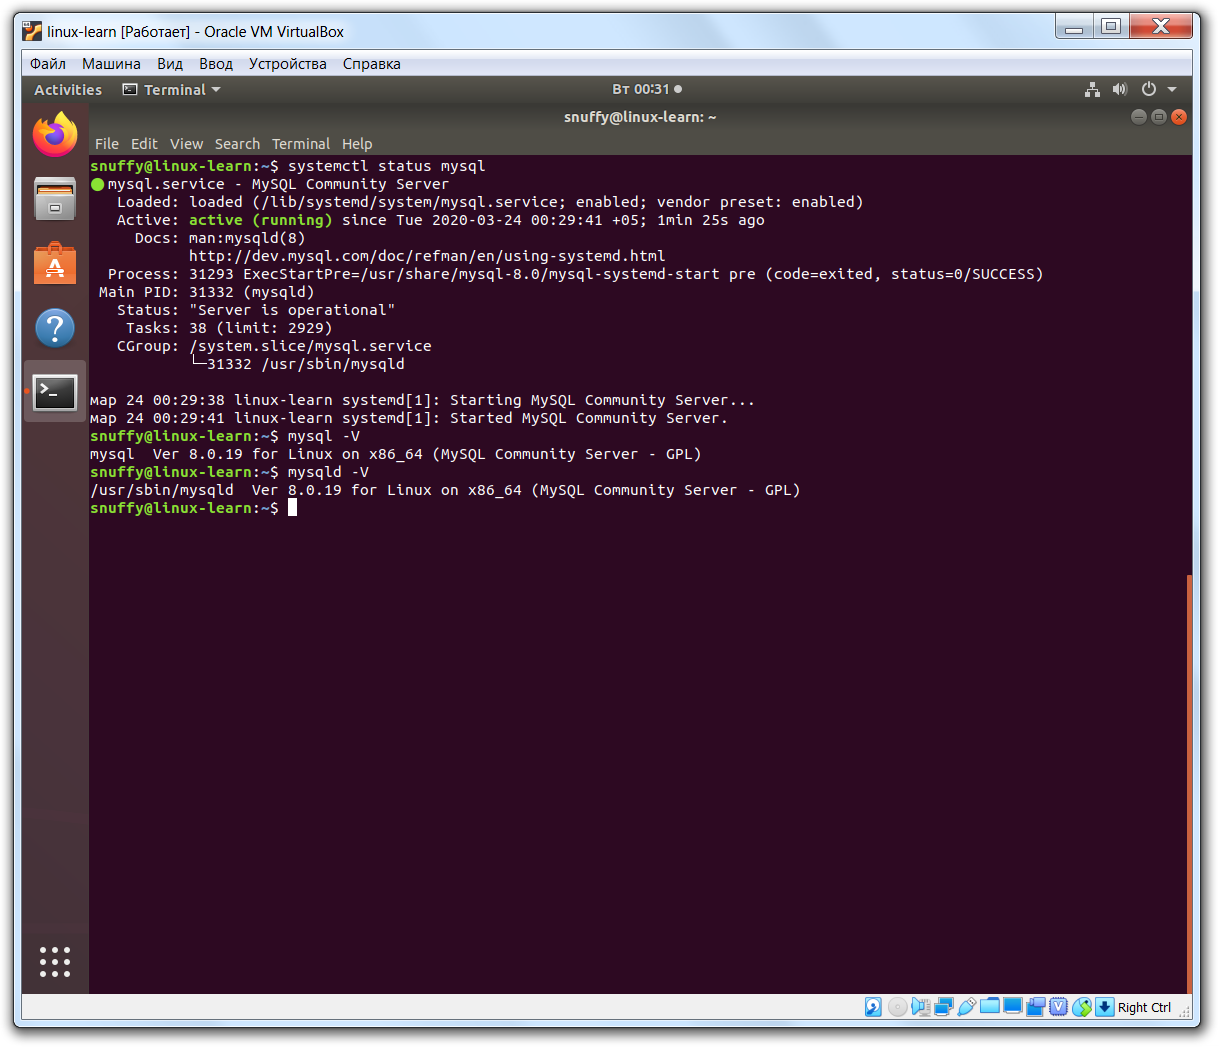 linux-learn [Работает] - Oracle VM VirtualBox
Файл Машина Вид Ввод Устройства Справка
Activities Terminal Вт 00:31
snuffy@linux-learn: ~
File Edit View Search Terminal Help
snuffy@linux-learn:~$ systemctl status mysql
mysql.service - MySQL Community Server
Loaded: loaded (/lib/systemd/system/mysql.service; enabled; vendor preset: enabled)
Active: active (running) since Tue 2020-03-24 00:29:41 +05; 1min 25s ago
Docs: man:mysqld(8)
http://dev.mysql.com/doc/refman/en/using-systemd.html
Process: 31293 ExecStartPre=/usr/share/mysql-8.0/mysql-systemd-start pre (code=exited, status=0/SUCCESS)
Main PID: 31332 (mysqld)
Status: "Server is operational"
Tasks: 38 (limit: 2929)
CGroup: /system.slice/mysql.service
└─31332 /usr/sbin/mysqld
мар 24 00:29:38 linux-learn systemd[1]: Starting MySQL Community Server...
мар 24 00:29:41 linux-learn systemd[1]: Started MySQL Community Server.
snuffy@linux-learn:~$ mysql -V
mysql  Ver 8.0.19 for Linux on x86_64 (MySQL Community Server - GPL)
snuffy@linux-learn:~$ mysqld -V
/usr/sbin/mysqld  Ver 8.0.19 for Linux on x86_64 (MySQL Community Server - GPL)
snuffy@linux-learn:~$
Right Ctrl